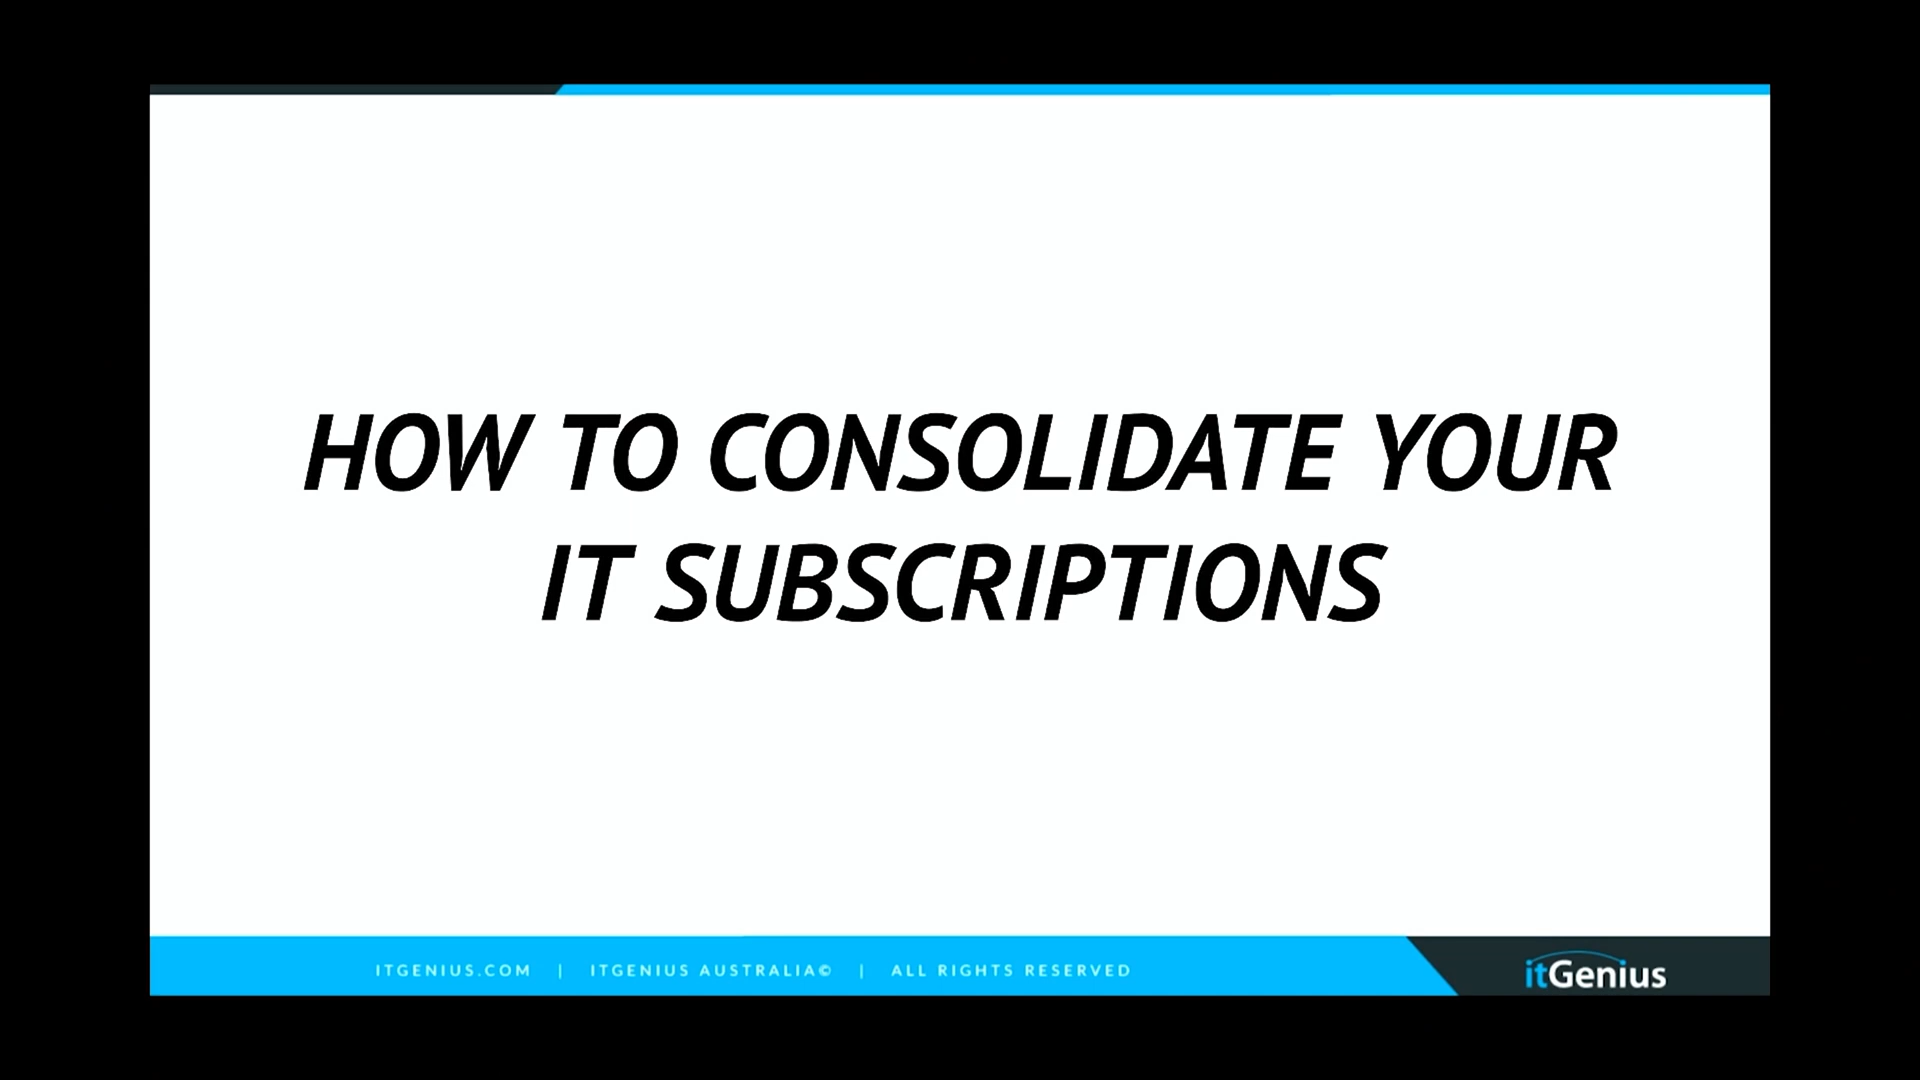 HOW TO CONSOLIDATE YOUR
IT SUBSCRIPTIONS
ITGENIUS.COM | ITGENIUS AUSTRALIA© | ALL RIGHTS RESERVED
itGenius